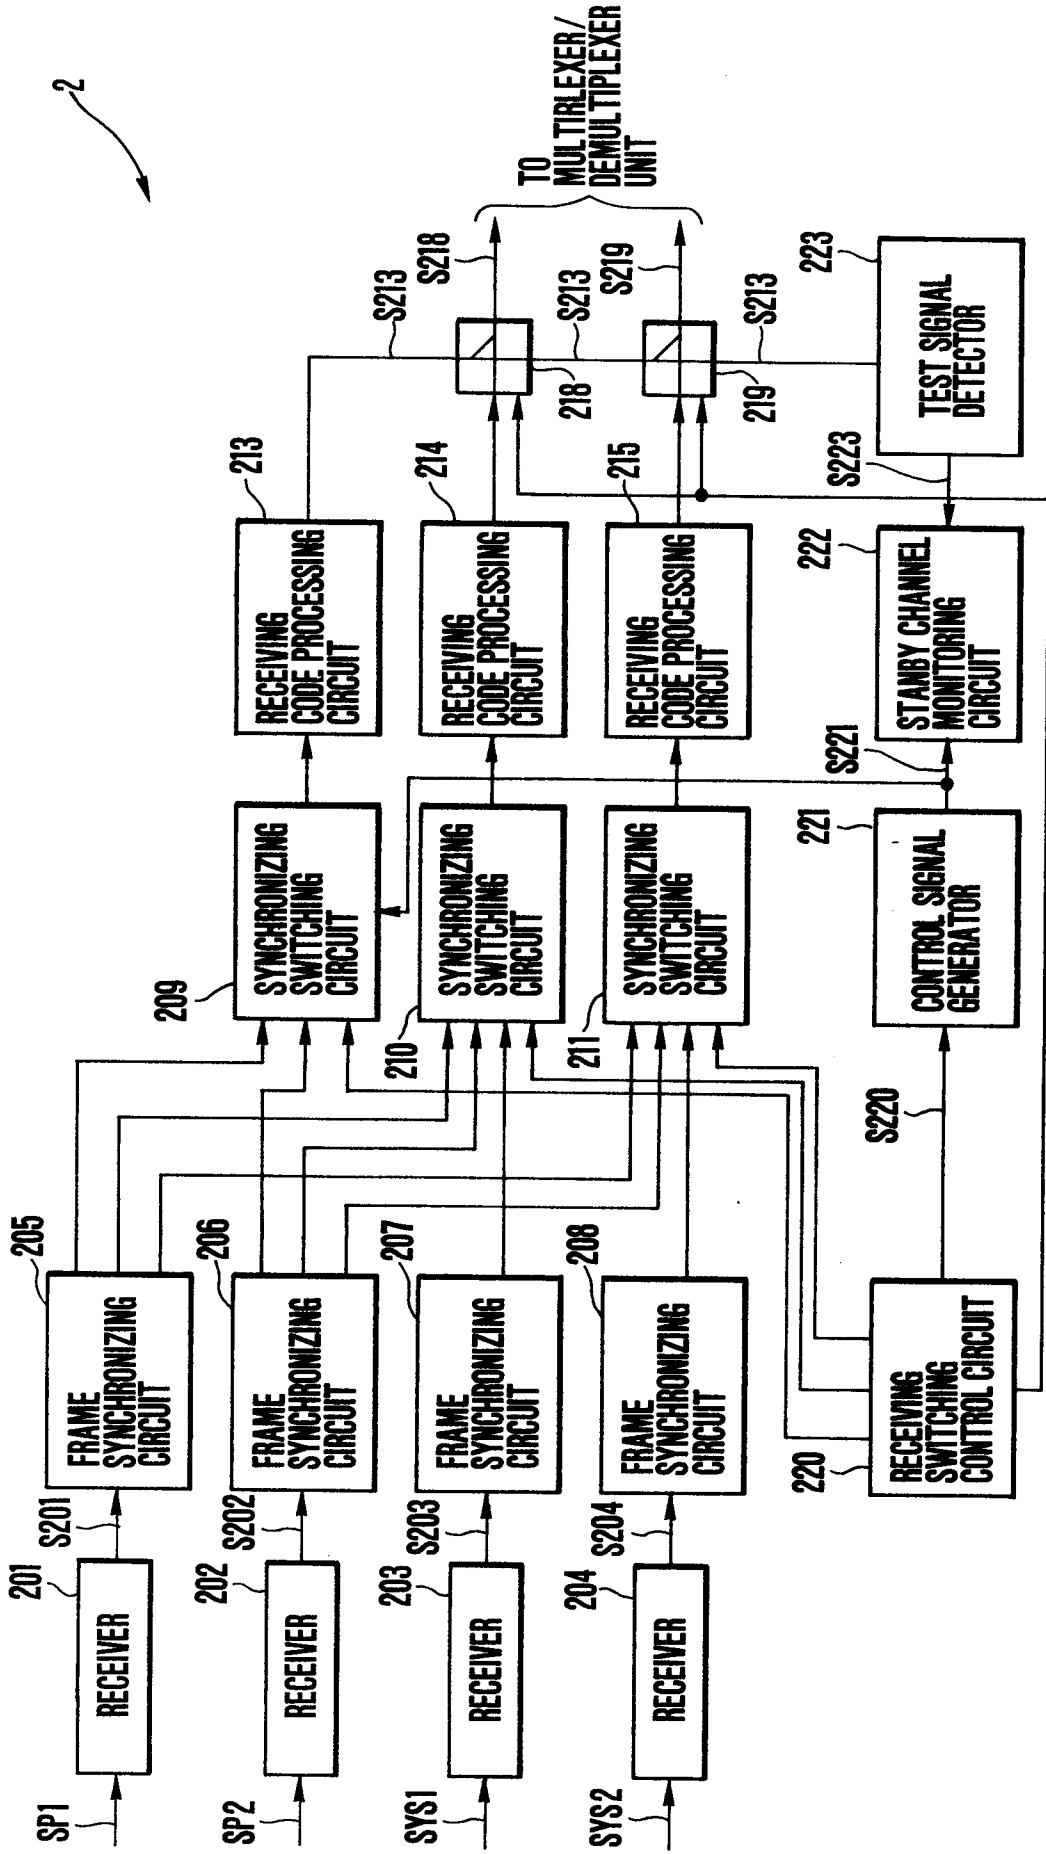 2
SP1
201
RECEIVER
S201
205
FRAME
SYNCHRONIZING
CIRCUIT
209
SYNCHRONIZING
SWITCHING
CIRCUIT
213
RECEIVING
CODE PROCESSING
CIRCUIT
S213
SP2
202
RECEIVER
S202
206
FRAME
SYNCHRONIZING
CIRCUIT
210
SYNCHRONIZING
SWITCHING
CIRCUIT
214
RECEIVING
CODE PROCESSING
CIRCUIT
218
S218
S213
TO
MULTIRLEXER/
DEMULTIPLEXER
UNIT
SYS1
203
RECEIVER
S203
207
FRAME
SYNCHRONIZING
CIRCUIT
211
SYNCHRONIZING
SWITCHING
CIRCUIT
215
RECEIVING
CODE PROCESSING
CIRCUIT
219
S219
S213
SYS2
204
RECEIVER
S204
208
FRAME
SYNCHRONIZING
CIRCUIT
220
RECEIVING
SWITCHING
CONTROL CIRCUIT
S220
221
CONTROL SIGNAL
GENERATOR
S221
222
STANBY CHANNEL
MONITORING
CIRCUIT
S223
223
TEST SIGNAL
DETECTOR